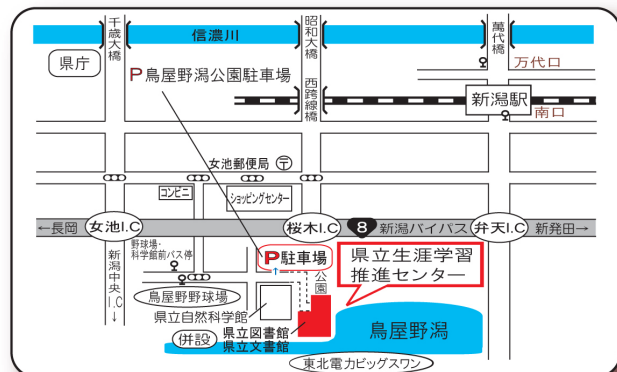 千歳大橋
信濃川
昭和大橋
萬代橋
県庁
P鳥屋野潟公園駐車場
西跨線橋
万代口
新潟駅
南口
女池郵便局 〒
コンビニ
ショッピングセンター
←長岡
女池I.C
桜木I.C
8 新潟バイパス
弁天I.C
新発田→
新潟中央I.C↓
野球場・
科学館前バス停
P駐車場
公園
県立生涯学習
推進センター
鳥屋野野球場
県立自然科学館
併設
県立図書館
県立文書館
鳥屋野潟
東北電力ビッグスワン